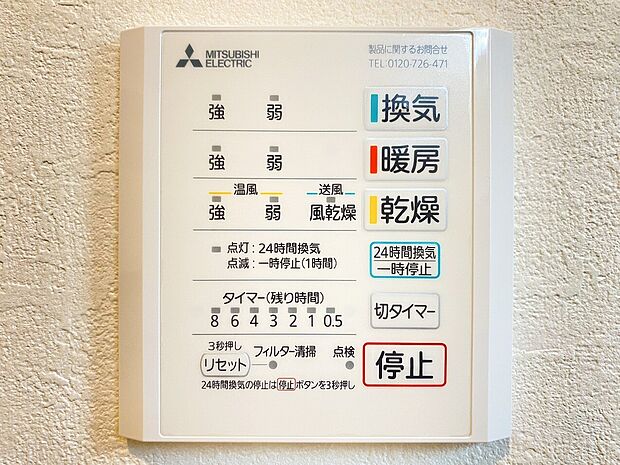 MITSUBISHI
ELECTRIC
製品に関するお問合せ
TEL:0120-726-471
強 弱 換気
強 弱 暖房
温風 送風
強 弱 風乾燥 乾燥
点灯:24時間換気
点滅:一時停止(1時間)
24時間換気
一時停止
タイマー(残り時間)
8 6 4 3 2 1 0.5
切タイマー
3秒押し
リセット フィルター清掃 点検
停止
24時間換気の停止は停止ボタンを3秒押し